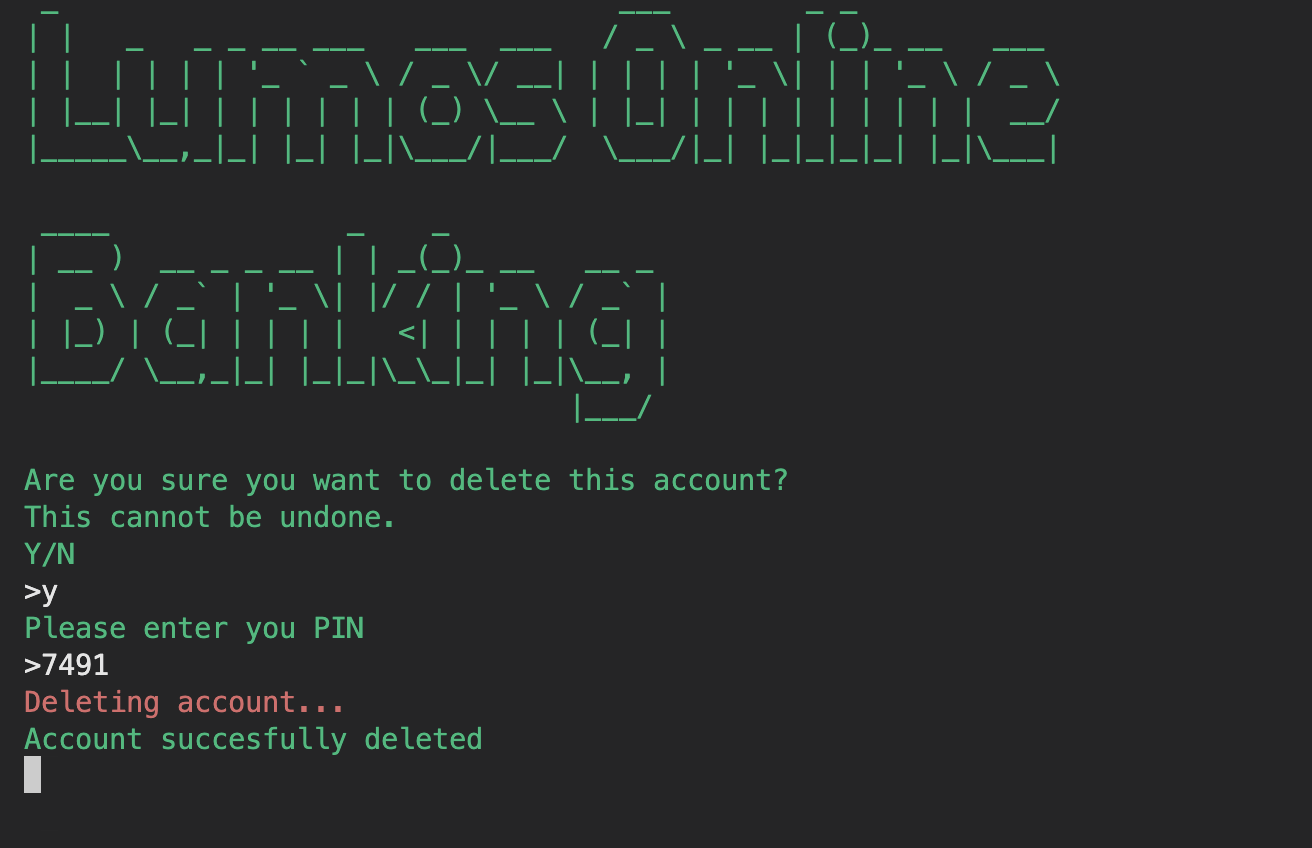 Lumos Online
Banking
Are you sure you want to delete this account?
This cannot be undone.
Y/N
>y
Please enter you PIN
>7491
Deleting account...
Account succesfully deleted